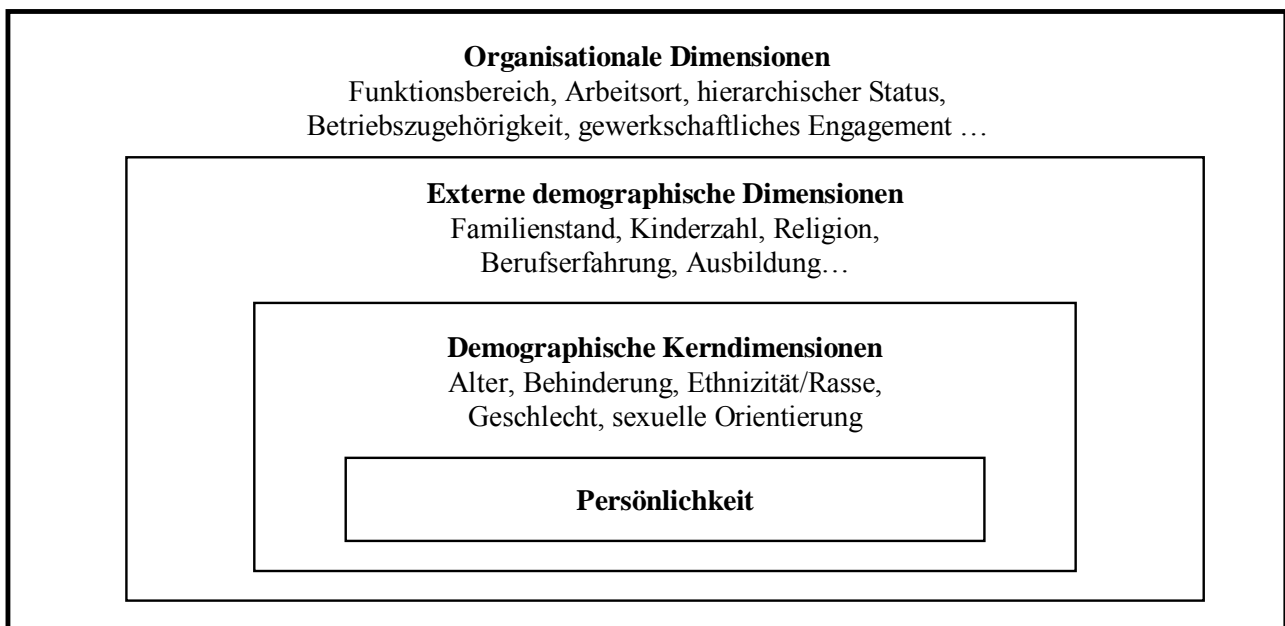 Organisationale Dimensionen
Funktionsbereich, Arbeitsort, hierarchischer Status,
Betriebszugehörigkeit, gewerkschaftliches Engagement …
Externe demographische Dimensionen
Familienstand, Kinderzahl, Religion,
Berufserfahrung, Ausbildung…
Demographische Kerndimensionen
Alter, Behinderung, Ethnizität/Rasse,
Geschlecht, sexuelle Orientierung
Persönlichkeit